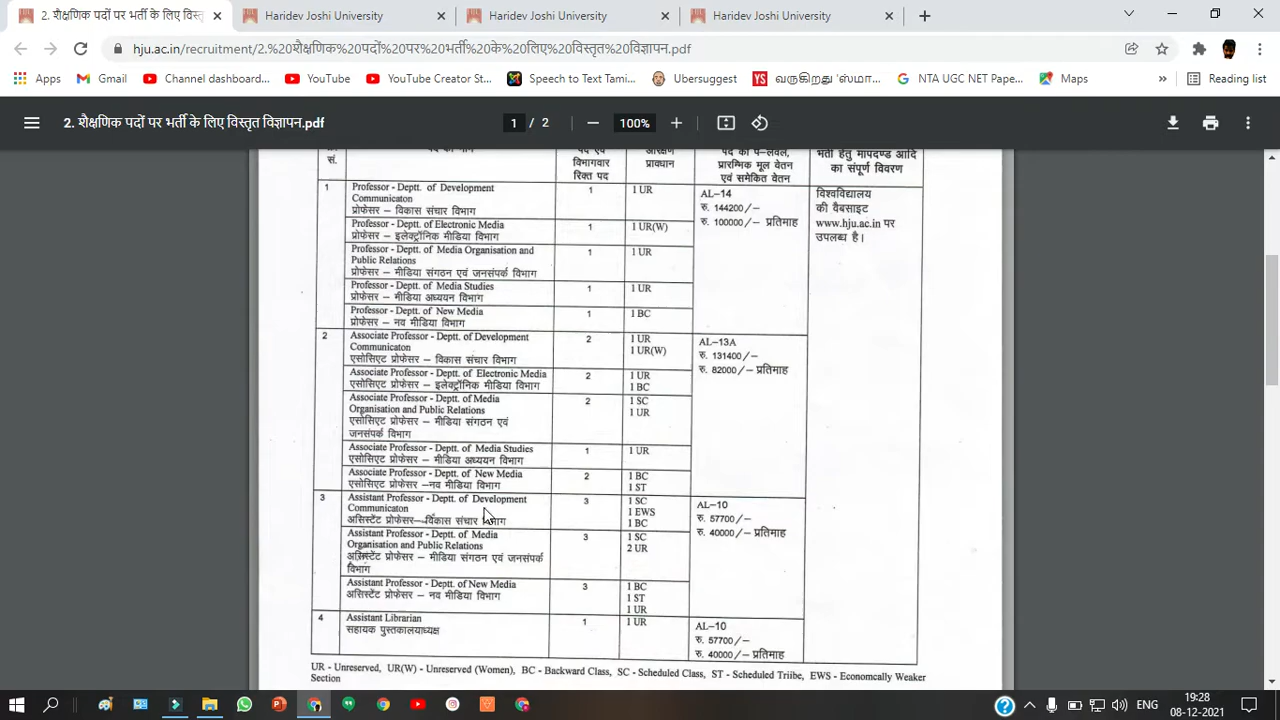 2. शैक्षणिक पदों पर भर्ती के लिए विस्
Haridev Joshi University
Haridev Joshi University
Haridev Joshi University
hju.ac.in/recruitment/2.%20शैक्षणिक%20पदों%20पर%20भर्ती%20के%20लिए%20विस्तृत%20विज्ञापन.pdf
Apps
Gmail
Channel dashboard...
YouTube
YouTube Creator St...
Speech to Text Tami...
Ubersuggest
வருகிறது 'ஸ்மா...
NTA UGC NET Pape...
Maps
»
Reading list
2. शैक्षणिक पदों पर भर्ती के लिए विस्तृत विज्ञापन.pdf
1 / 2
100%
सं.
पद एवं
विभागवार
रिक्त पद
आरक्षण
प्रावधान
पद का पे-लेवल,
प्रारम्भिक मूल वेतन
एवं समेकित वेतन
भर्ती हेतु मापदण्ड आदि
का संपूर्ण विवरण
1
Professor - Deptt. of Development
Communicaton
प्रोफेसर – विकास संचार विभाग
1
1 UR
AL-14
रु. 144200/-
रु. 100000/- प्रतिमाह
विश्वविद्यालय
की वैबसाइट
www.hju.ac.in पर
उपलब्ध है।
Professor - Deptt. of Electronic Media
प्रोफेसर – इलेक्ट्रॉनिक मीडिया विभाग
1
1 UR(W)
Professor - Deptt. of Media Organisation and
Public Relations
प्रोफेसर – मीडिया संगठन एवं जनसंपर्क विभाग
1
1 UR
Professor - Deptt. of Media Studies
प्रोफेसर – मीडिया अध्ययन विभाग
1
1 UR
Professor - Deptt. of New Media
प्रोफेसर – नव मीडिया विभाग
1
1 BC
2
Associate Professor - Deptt. of Development
Communicaton
एसोसिएट प्रोफेसर – विकास संचार विभाग
2
1 UR
1 UR(W)
AL-13A
रु. 131400/-
रु. 82000/- प्रतिमाह
Associate Professor - Deptt. of Electronic Media
एसोसिएट प्रोफेसर – इलेक्ट्रॉनिक मीडिया विभाग
2
1 UR
1 BC
Associate Professor - Deptt. of Media
Organisation and Public Relations
एसोसिएट प्रोफेसर – मीडिया संगठन एवं
जनसंपर्क विभाग
2
1 SC
1 UR
Associate Professor - Deptt. of Media Studies
एसोसिएट प्रोफेसर – मीडिया अध्ययन विभाग
1
1 UR
Associate Professor - Deptt. of New Media
एसोसिएट प्रोफेसर –नव मीडिया विभाग
2
1 BC
1 ST
3
Assistant Professor - Deptt. of Development
Communicaton
असिस्टेंट प्रोफेसर–विकास संचार विभाग
3
1 SC
1 EWS
1 BC
AL-10
रु. 57700/-
रु. 40000/- प्रतिमाह
Assistant Professor - Deptt. of Media
Organisation and Public Relations
असिस्टेंट प्रोफेसर – मीडिया संगठन एवं जनसंपर्क
विभाग
3
1 SC
2 UR
Assistant Professor - Deptt. of New Media
असिस्टेंट प्रोफेसर – नव मीडिया विभाग
3
1 BC
1 ST
1 UR
4
Assistant Librarian
सहायक पुस्तकालयाध्यक्ष
1
1 UR
AL-10
रु. 57700/-
रु. 40000/- प्रतिमाह
UR - Unreserved, UR(W) - Unreserved (Women), BC - Backward Class, SC - Scheduled Class, ST - Scheduled Triibe, EWS - Economcally Weaker
Section
ENG
19:28
08-12-2021